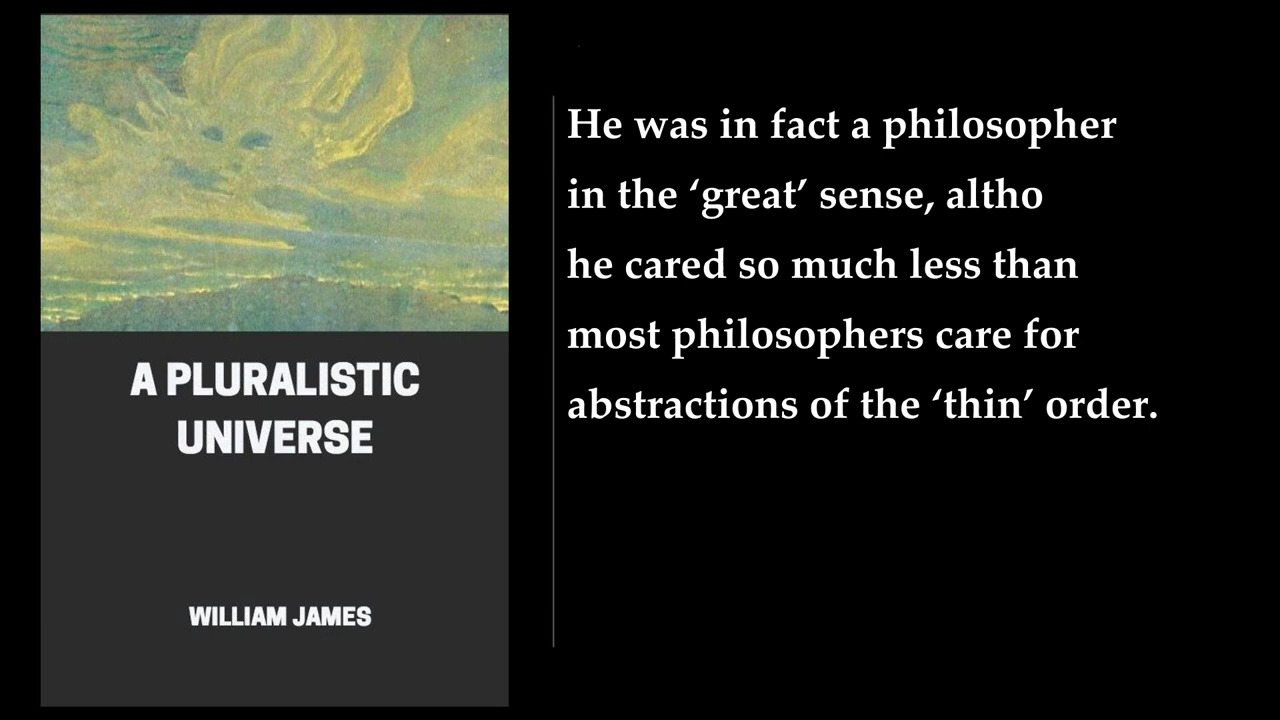 A PLURALISTIC
UNIVERSE
WILLIAM JAMES
He was in fact a philosopher
in the ‘great’ sense, altho
he cared so much less than
most philosophers care for
abstractions of the ‘thin’ order.